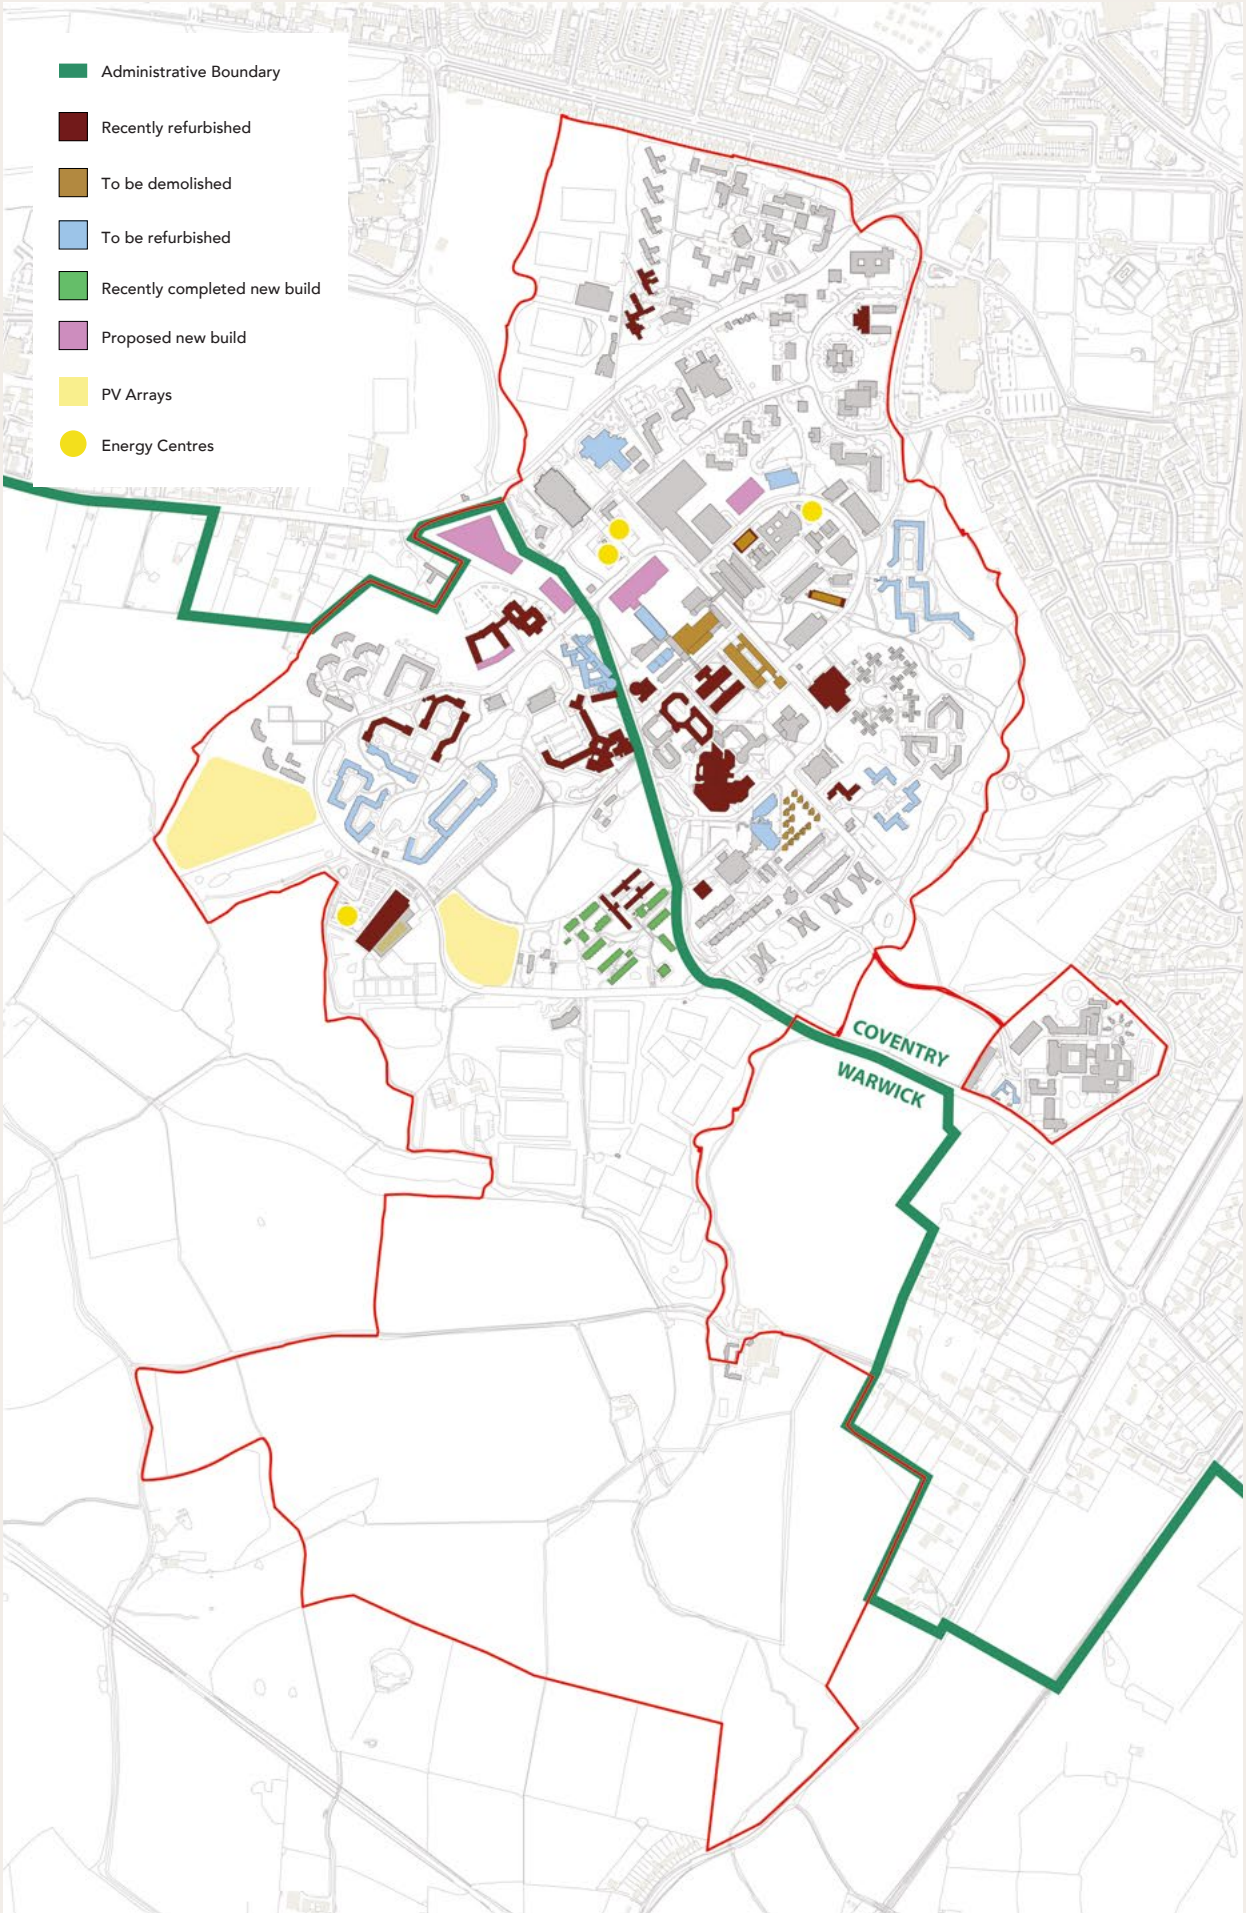 Administrative Boundary
Recently refurbished
To be demolished
To be refurbished
Recently completed new build
Proposed new build
PV Arrays
Energy Centres
COVENTRY
WARWICK